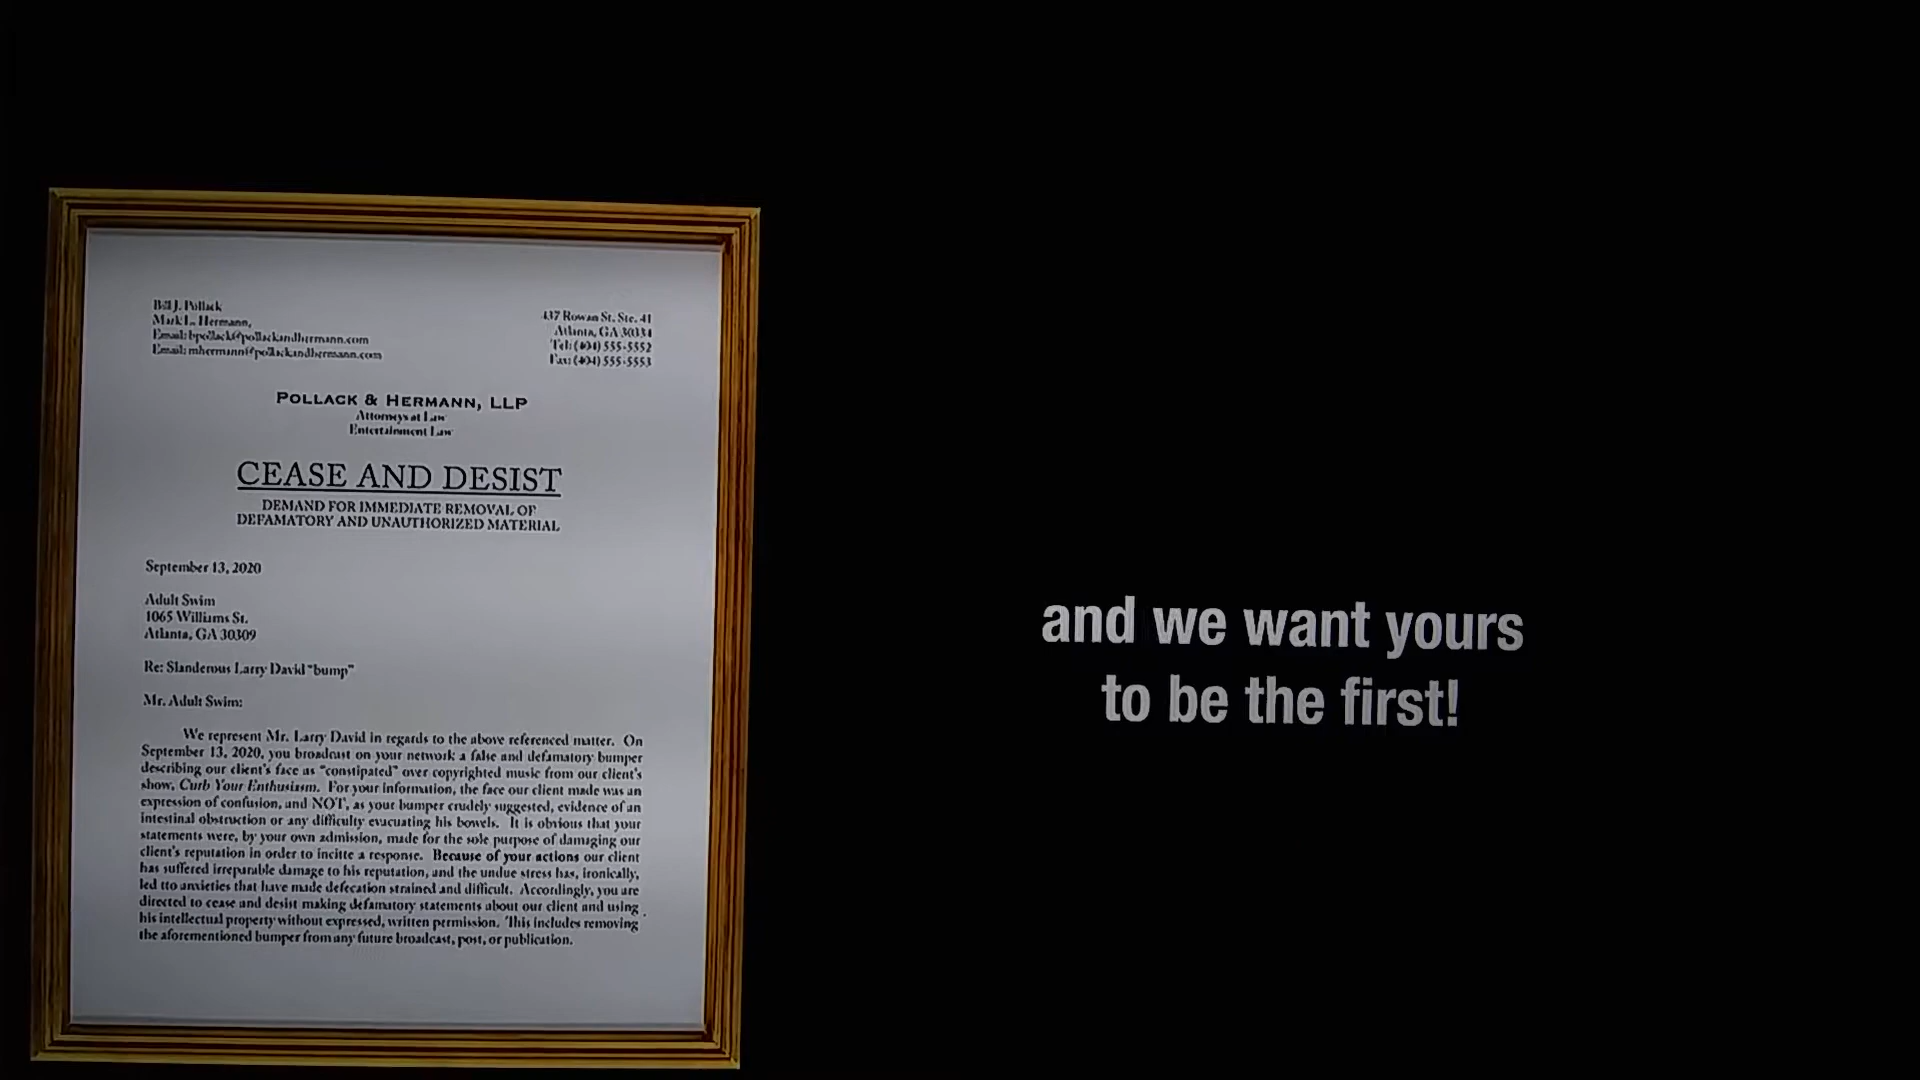 Bill J. Pollack
Mark L. Hermann,
Email: bpollack@pollackandhermann.com
Email: mhermann@pollackandhermann.com
437 Rowan St. Ste. 41
Atlanta, GA 30334
Tel: (404) 555-5552
Fax: (404) 555-5553
POLLACK & HERMANN, LLP
Attorneys at Law
Entertainment Law
CEASE AND DESIST
DEMAND FOR IMMEDIATE REMOVAL OF
DEFAMATORY AND UNAUTHORIZED MATERIAL
September 13, 2020
Adult Swim
1065 Williams St.
Atlanta, GA 30309
Re: Slanderous Larry David "bump"
Mr. Adult Swim:
We represent Mr. Larry David in regards to the above referenced matter. On
September 13, 2020, you broadcast on your network a false and defamatory bumper
describing our client's face as "constipated" over copyrighted music from our client's
show, Curb Your Enthusiasm. For your information, the face our client made was an
expression of confusion, and NOT, as your bumper crudely suggested, evidence of an
intestinal obstruction or any difficulty evacuating his bowels. It is obvious that your
statements were, by your own admission, made for the sole purpose of damaging our
client's reputation in order to incitte a response. Because of your actions our client
has suffered irreparable damage to his reputation, and the undue stress has, ironically,
led tto anxieties that have made defecation strained and difficult. Accordingly, you are
directed to cease and desist making defamatory statements about our client and using
his intellectual property without expressed, written permission. This includes removing
the aforementioned bumper from any future broadcast, post, or publication.
and we want yours
to be the first!